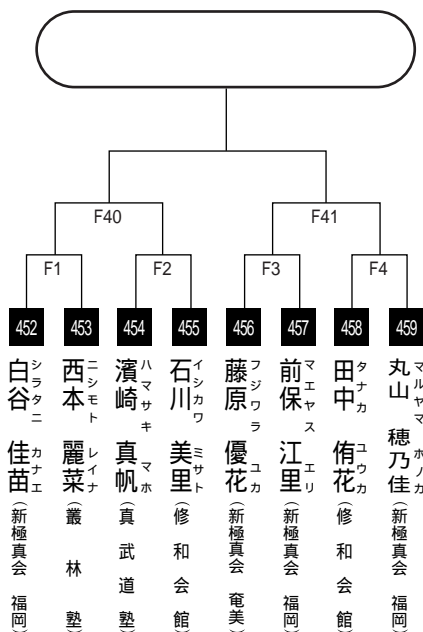 F40
F41
F1
F2
F3
F4
452
453
454
455
456
457
458
459
白谷 佳苗 シラタニ カナエ (新極真会 福岡)
西本 麗菜 ニシモト レイナ (叢林塾)
濱崎 真帆 ハマサキ マホ (真武道塾)
石川 美里 イシカワ ミサト (修和会館)
藤原 優花 フジワラ ユカ (新極真会 奄美)
前保 江里 マエヤス エリ (新極真会 福岡)
田中 侑花 タナカ ユウカ (修和会館)
丸山 穂乃佳 マルヤマ ホノカ (新極真会 福岡)